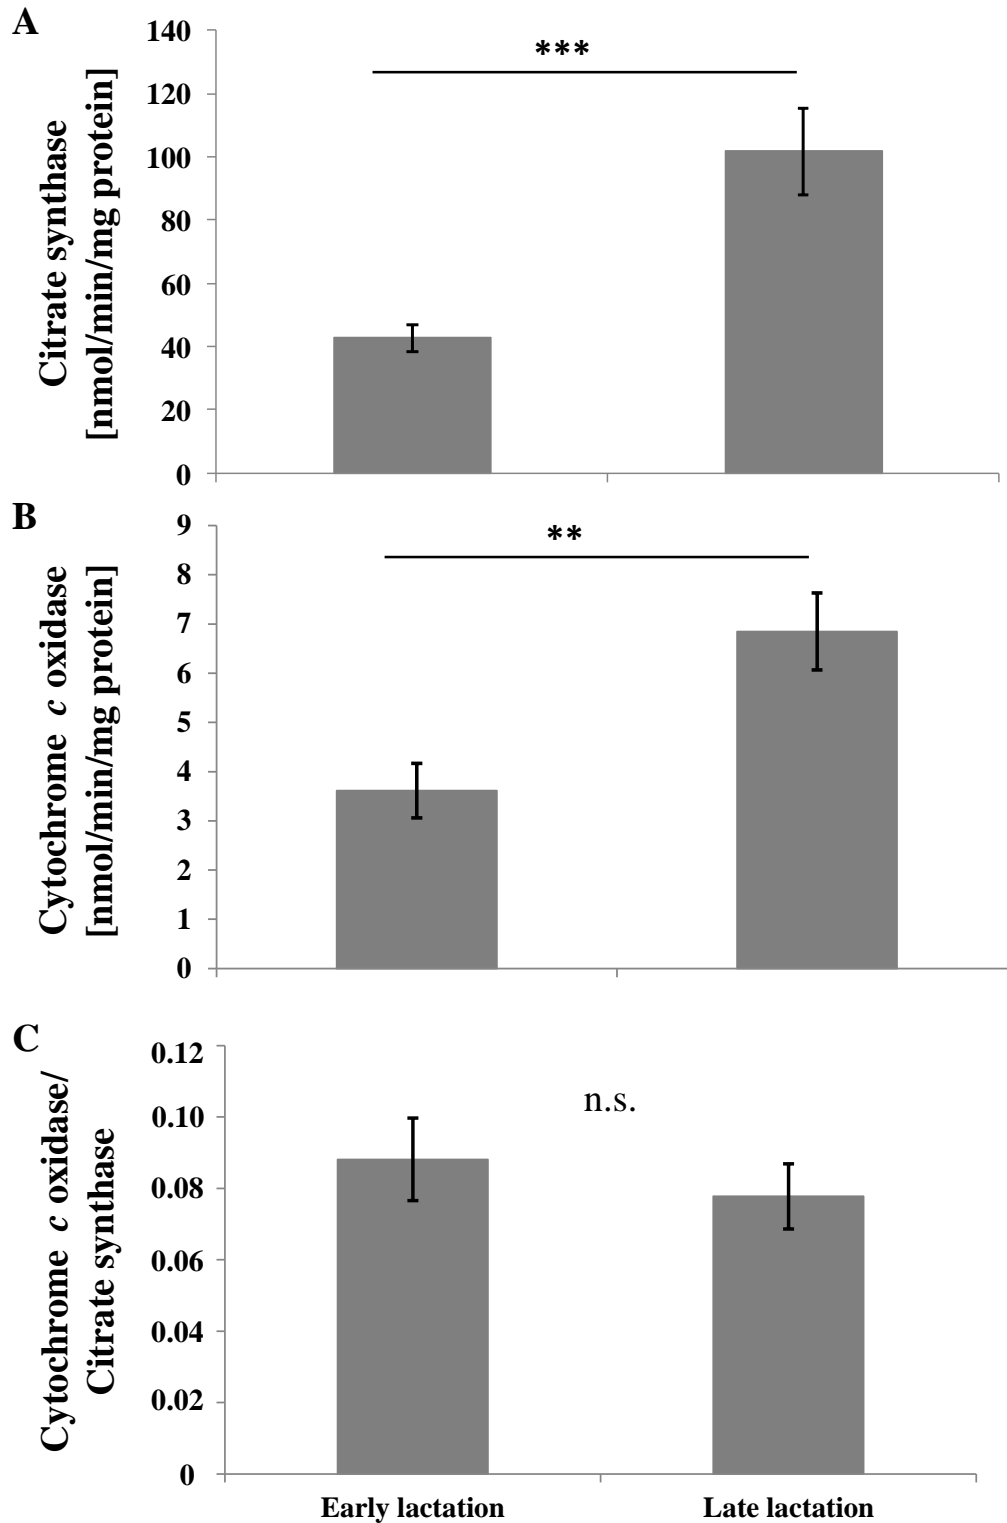 A
Citrate synthase
[nmol/min/mg protein]
140
120
100
80
60
40
20
0
***
B
Cytochrome c oxidase
[nmol/min/mg protein]
9
8
7
6
5
4
3
2
1
0
**
C
Cytochrome c oxidase/
Citrate synthase
0.12
0.10
0.08
0.06
0.04
0.02
0
n.s.
Early lactation
Late lactation